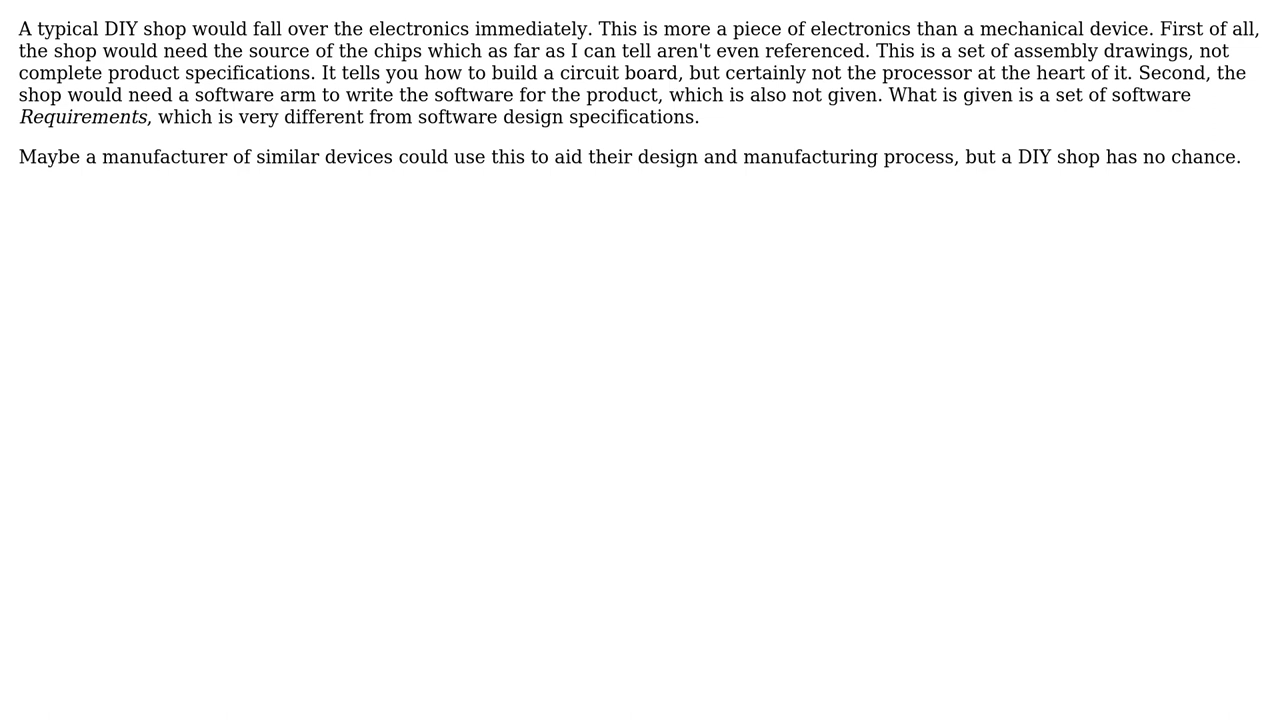 A typical DIY shop would fall over the electronics immediately. This is more a piece of electronics than a mechanical device. First of all,
the shop would need the source of the chips which as far as I can tell aren't even referenced. This is a set of assembly drawings, not
complete product specifications. It tells you how to build a circuit board, but certainly not the processor at the heart of it. Second, the
shop would need a software arm to write the software for the product, which is also not given. What is given is a set of software
Requirements, which is very different from software design specifications.
Maybe a manufacturer of similar devices could use this to aid their design and manufacturing process, but a DIY shop has no chance.